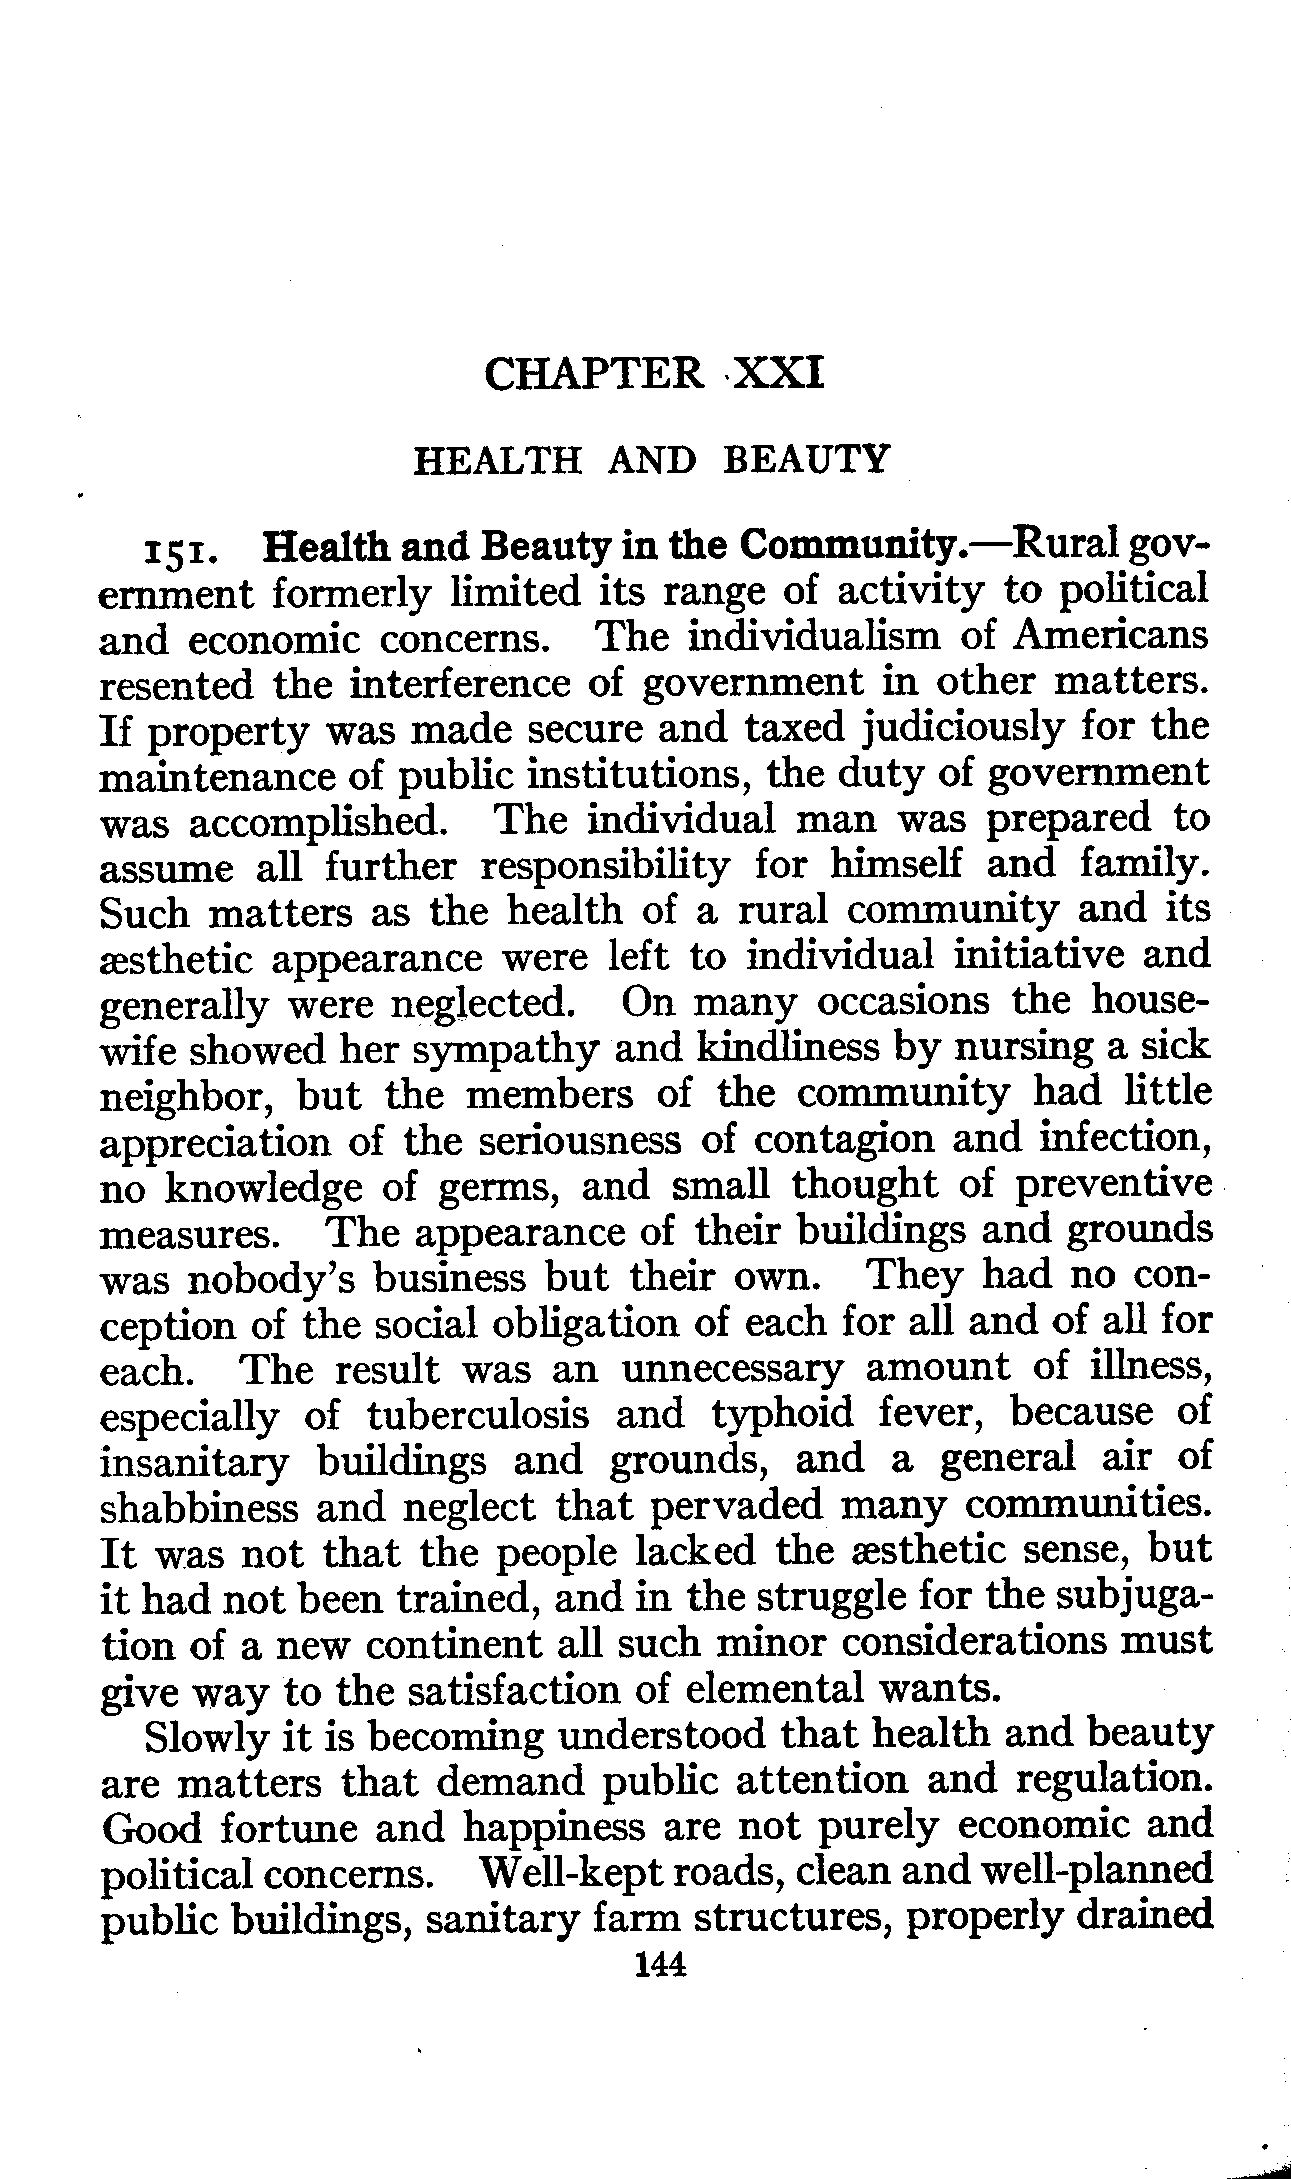 CHAPTER XXI
HEALTH AND BEAUTY
151. Health and Beauty in the Community.—Rural gov-
ernment formerly limited its range of activity to political
and economic concerns. The individualism of Americans
resented the interference of government in other matters.
If property was made secure and taxed judiciously for the
maintenance of public institutions, the duty of government
was accomplished. The individual man was prepared to
assume all further responsibility for himself and family.
Such matters as the health of a rural community and its
æsthetic appearance were left to individual initiative and
generally were neglected. On many occasions the house-
wife showed her sympathy and kindliness by nursing a sick
neighbor, but the members of the community had little
appreciation of the seriousness of contagion and infection,
no knowledge of germs, and small thought of preventive
measures. The appearance of their buildings and grounds
was nobody's business but their own. They had no con-
ception of the social obligation of each for all and of all for
each. The result was an unnecessary amount of illness,
especially of tuberculosis and typhoid fever, because of
insanitary buildings and grounds, and a general air of
shabbiness and neglect that pervaded many communities.
It was not that the people lacked the æsthetic sense, but
it had not been trained, and in the struggle for the subjuga-
tion of a new continent all such minor considerations must
give way to the satisfaction of elemental wants.
Slowly it is becoming understood that health and beauty
are matters that demand public attention and regulation.
Good fortune and happiness are not purely economic and
political concerns. Well-kept roads, clean and well-planned
public buildings, sanitary farm structures, properly drained
144